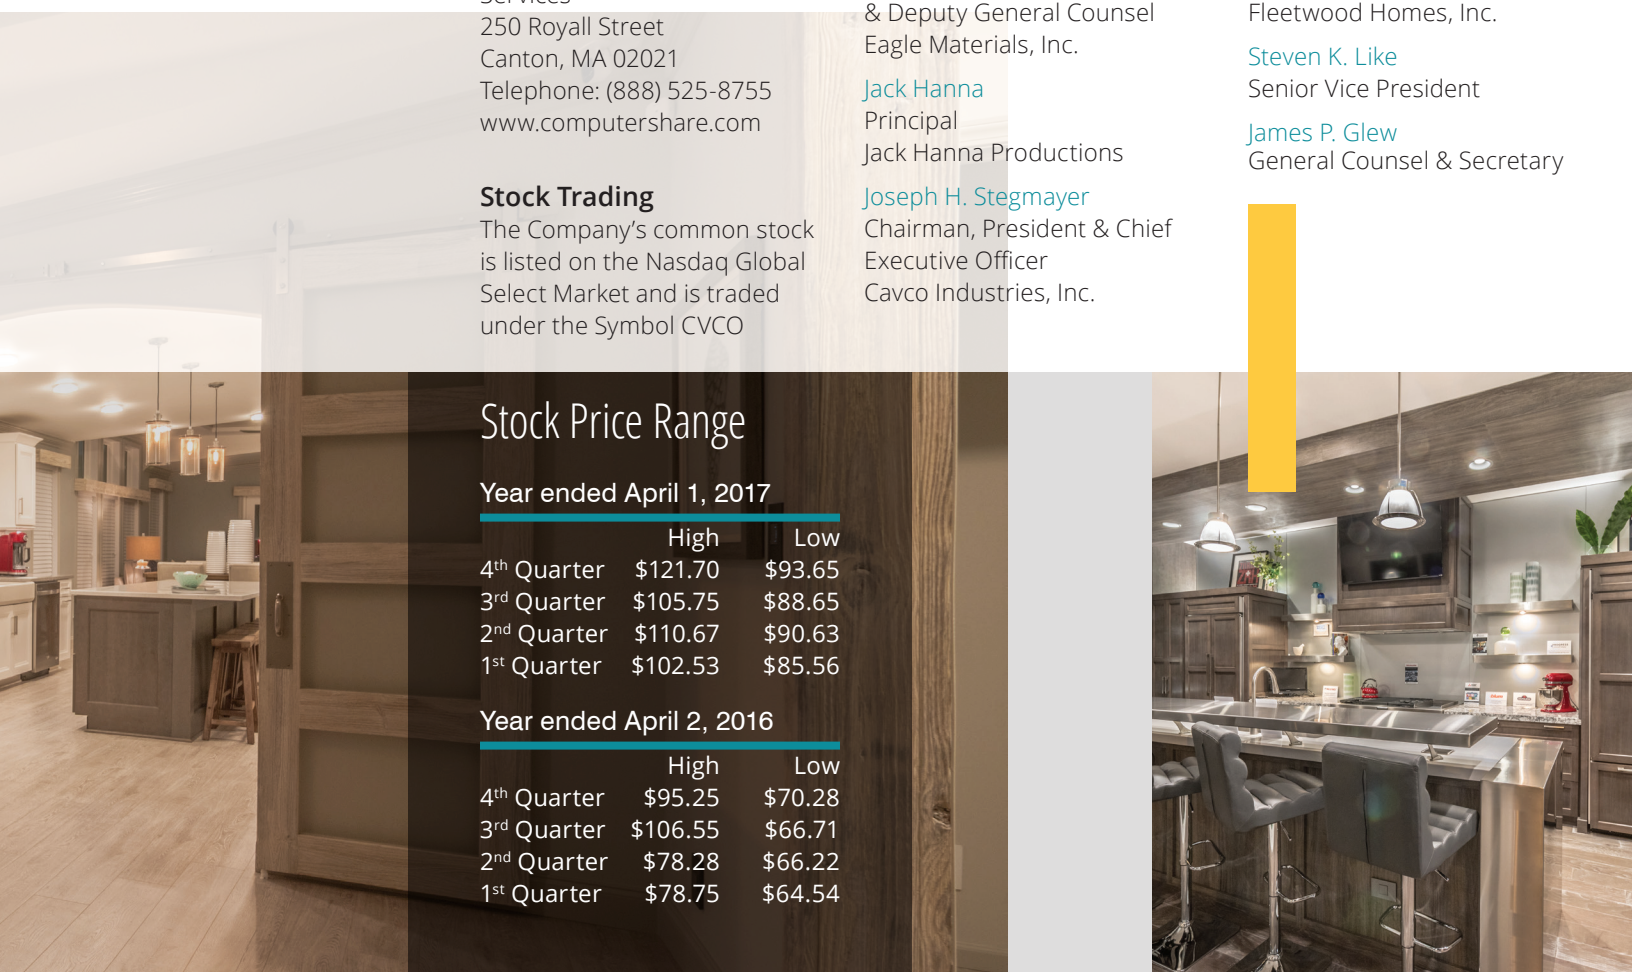 Services
250 Royall Street
Canton, MA 02021
Telephone: (888) 525-8755
www.computershare.com
Stock Trading
The Company’s common stock
is listed on the Nasdaq Global
Select Market and is traded
under the Symbol CVCO
& Deputy General Counsel
Eagle Materials, Inc.
Jack Hanna
Principal
Jack Hanna Productions
Joseph H. Stegmayer
Chairman, President & Chief
Executive Officer
Cavco Industries, Inc.
Fleetwood Homes, Inc.
Steven K. Like
Senior Vice President
James P. Glew
General Counsel & Secretary
Stock Price Range
Year ended April 1, 2017
High Low
4th Quarter $121.70 $93.65
3rd Quarter $105.75 $88.65
2nd Quarter $110.67 $90.63
1st Quarter $102.53 $85.56
Year ended April 2, 2016
High Low
4th Quarter $95.25 $70.28
3rd Quarter $106.55 $66.71
2nd Quarter $78.28 $66.22
1st Quarter $78.75 $64.54